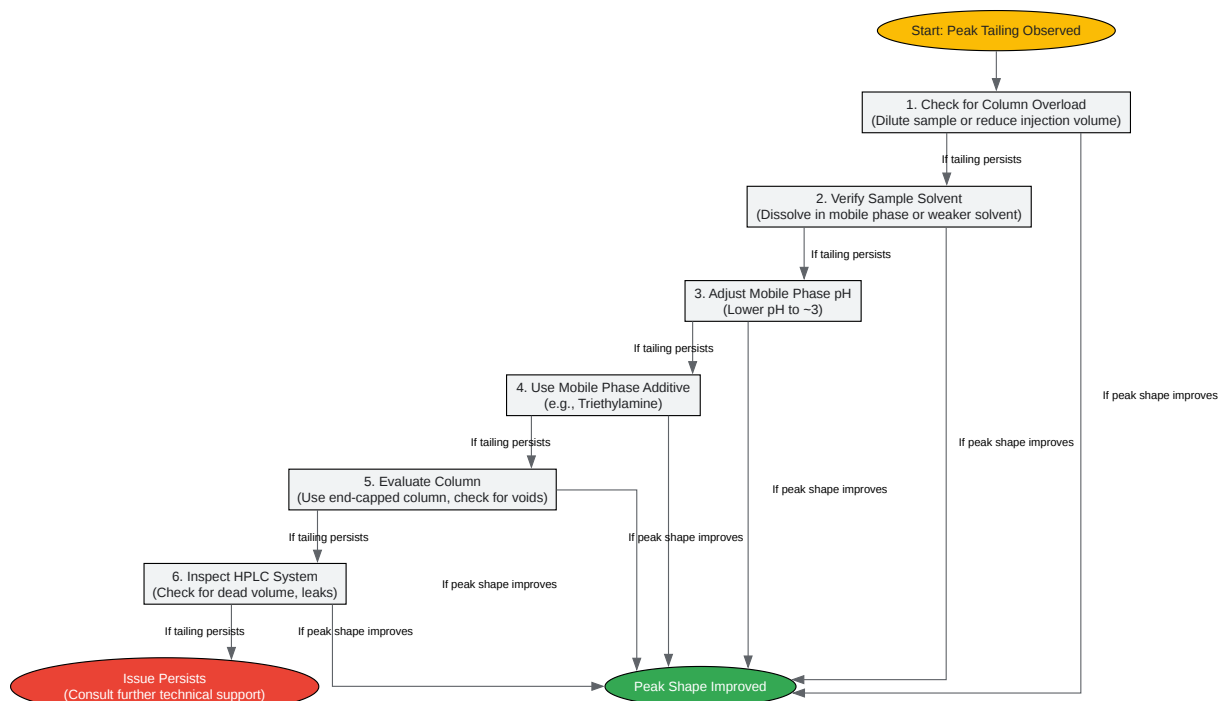 Start: Peak Tailing Observed
1. Check for Column Overload
(Dilute sample or reduce injection volume)
If tailing persists
2. Verify Sample Solvent
(Dissolve in mobile phase or weaker solvent)
If tailing persists
3. Adjust Mobile Phase pH
(Lower pH to ~3)
If tailing persists
4. Use Mobile Phase Additive
(e.g., Triethylamine)
If peak shape improves
If tailing persists
If peak shape improves
5. Evaluate Column
(Use end-capped column, check for voids)
If peak shape improves
If tailing persists
If peak shape improves
6. Inspect HPLC System
(Check for dead volume, leaks)
If peak shape improves
If tailing persists
If peak shape improves
Issue Persists
(Consult further technical support)
Peak Shape Improved